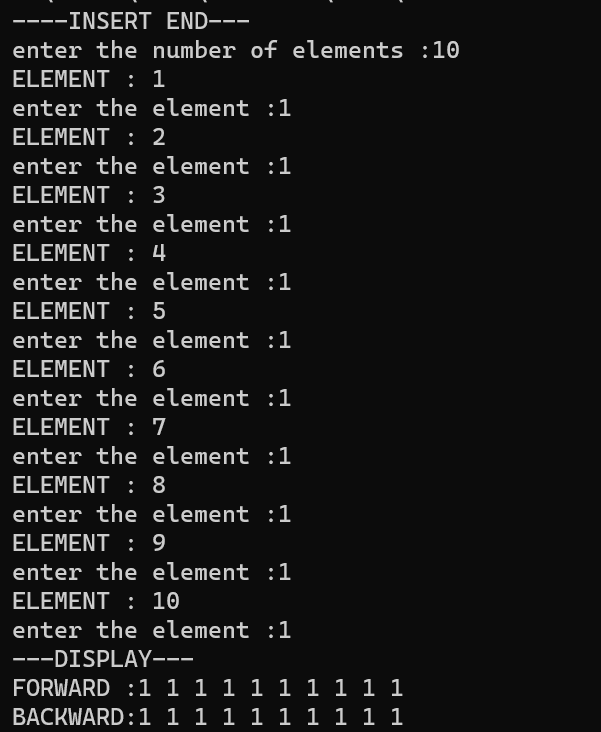 ----INSERT END---
enter the number of elements :10
ELEMENT : 1
enter the element :1
ELEMENT : 2
enter the element :1
ELEMENT : 3
enter the element :1
ELEMENT : 4
enter the element :1
ELEMENT : 5
enter the element :1
ELEMENT : 6
enter the element :1
ELEMENT : 7
enter the element :1
ELEMENT : 8
enter the element :1
ELEMENT : 9
enter the element :1
ELEMENT : 10
enter the element :1
---DISPLAY---
FORWARD :1 1 1 1 1 1 1 1 1 1
BACKWARD:1 1 1 1 1 1 1 1 1 1